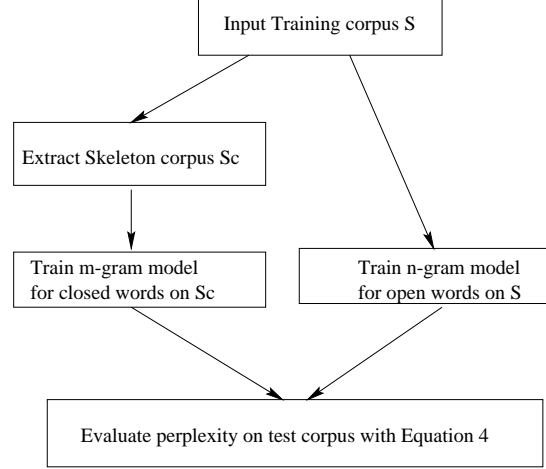 Input Training corpus S
Extract Skeleton corpus Sc
Train m-gram model
for closed words on Sc
Train n-gram model
for open words on S
Evaluate perplexity on test corpus with Equation 4